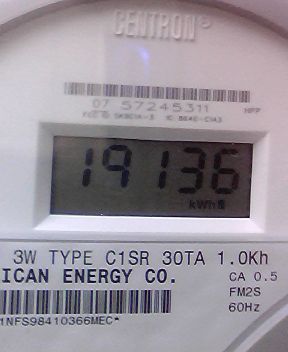 CENTRON®
07 57245311
19136
kWh
3W TYPE C1SR 30TA 1.0Kh
ICAN ENERGY CO.
CA 0.5
FM2S
60Hz
1NFS98410366MEC*